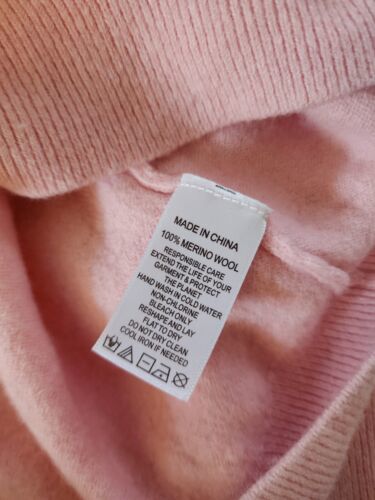 MADE IN CHINA
100% MERINO WOOL
RESPONSIBLE CARE
EXTEND THE LIFE OF YOUR
GARMENT & PROTECT
THE PLANET
HAND WASH IN COLD WATER
NON-CHLORINE
BLEACH ONLY
RESHAPE AND LAY
FLAT TO DRY
DO NOT DRY CLEAN
COOL IRON IF NEEDED